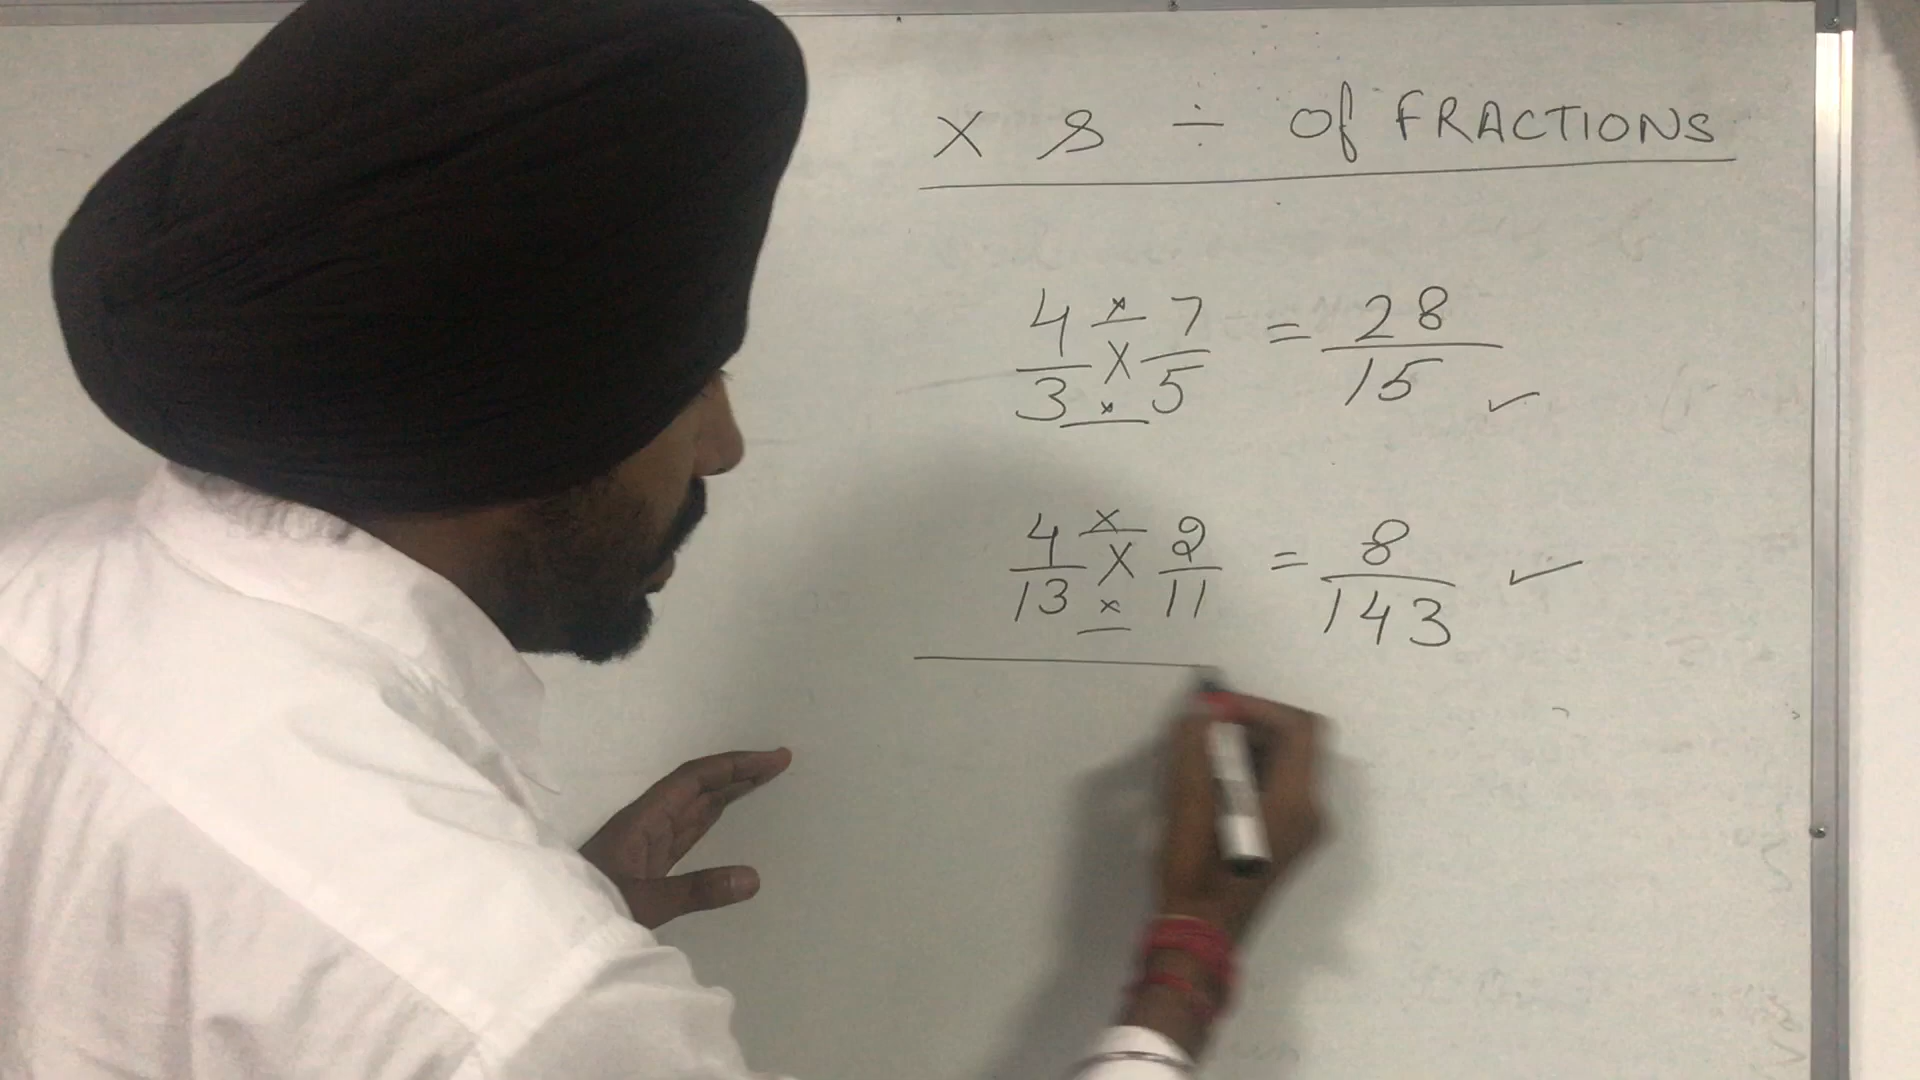 × & ÷ of FRACTIONS
4/3 × 7/5 = 28/15 ✓
4/13 × 2/11 = 8/143 ✓